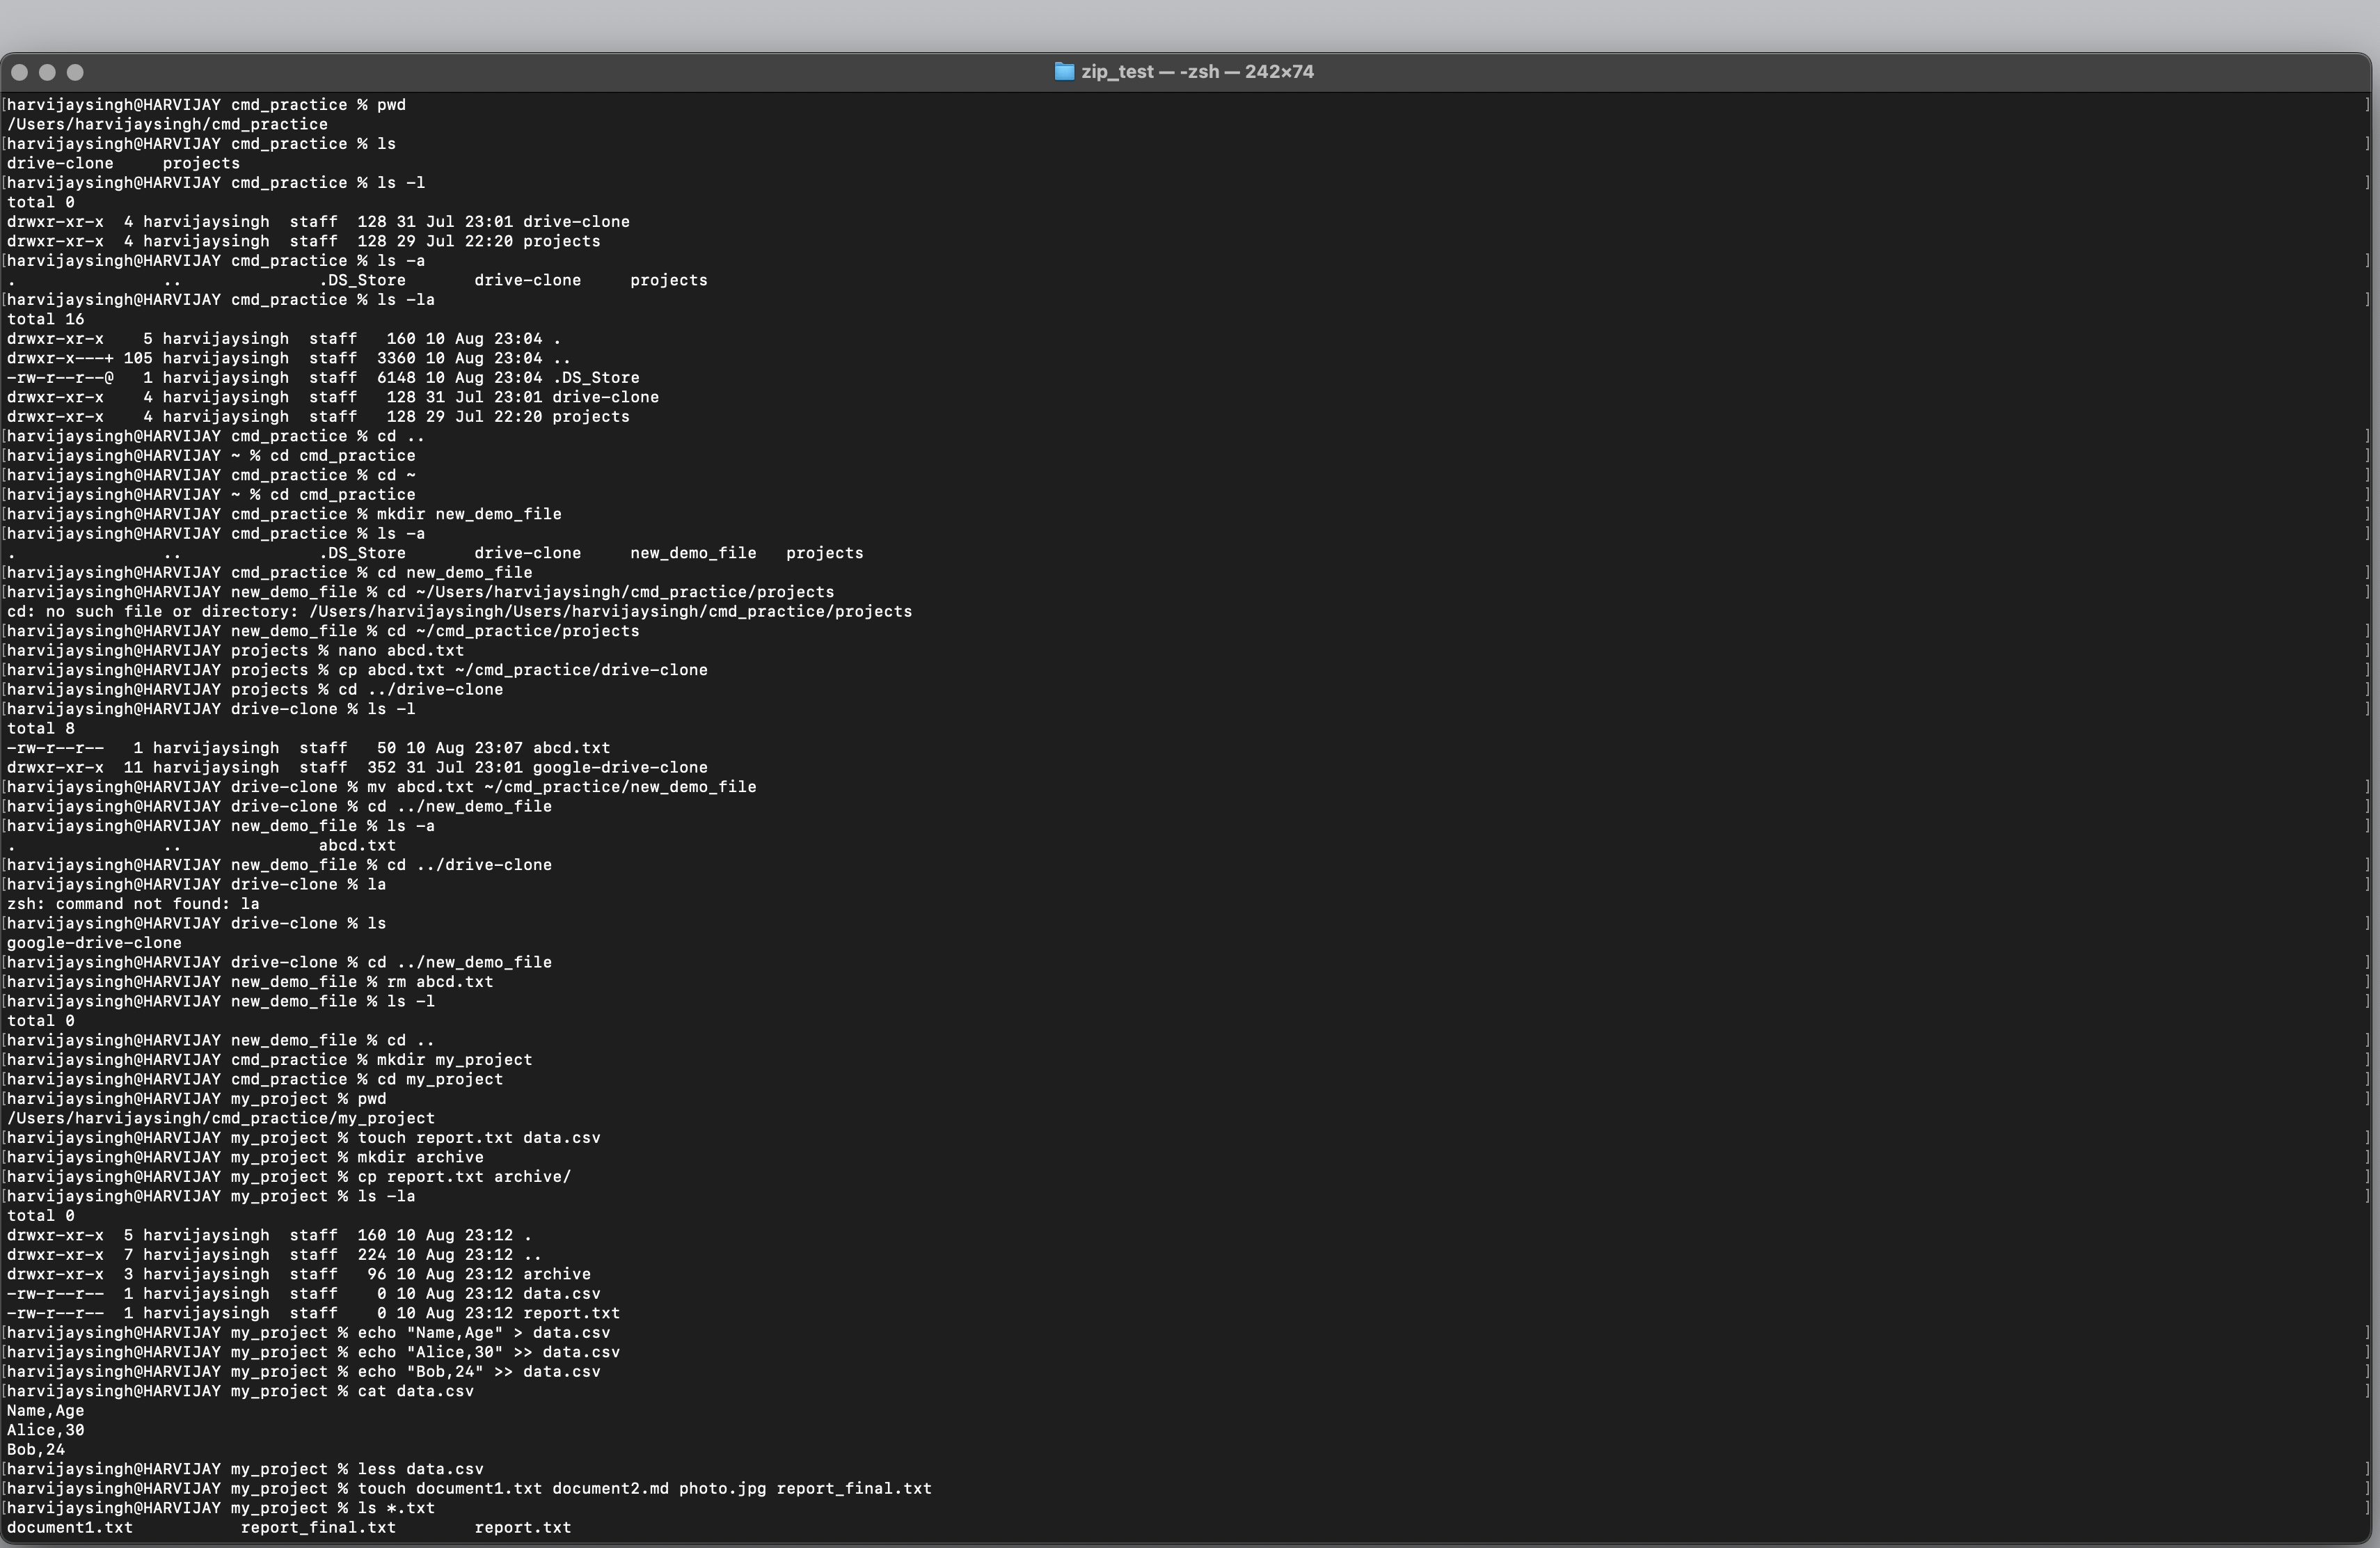 zip_test — -zsh — 242×74
[harvijaysingh@HARVIJAY cmd_practice % pwd ]
/Users/harvijaysingh/cmd_practice
[harvijaysingh@HARVIJAY cmd_practice % ls ]
drive-clone     projects
[harvijaysingh@HARVIJAY cmd_practice % ls -l ]
total 0
drwxr-xr-x  4 harvijaysingh  staff  128 31 Jul 23:01 drive-clone
drwxr-xr-x  4 harvijaysingh  staff  128 29 Jul 22:20 projects
[harvijaysingh@HARVIJAY cmd_practice % ls -a ]
.               ..              .DS_Store       drive-clone     projects
[harvijaysingh@HARVIJAY cmd_practice % ls -la ]
total 16
drwxr-xr-x    5 harvijaysingh  staff   160 10 Aug 23:04 .
drwxr-x---+ 105 harvijaysingh  staff  3360 10 Aug 23:04 ..
-rw-r--r--@   1 harvijaysingh  staff  6148 10 Aug 23:04 .DS_Store
drwxr-xr-x    4 harvijaysingh  staff   128 31 Jul 23:01 drive-clone
drwxr-xr-x    4 harvijaysingh  staff   128 29 Jul 22:20 projects
[harvijaysingh@HARVIJAY cmd_practice % cd .. ]
[harvijaysingh@HARVIJAY ~ % cd cmd_practice ]
[harvijaysingh@HARVIJAY cmd_practice % cd ~ ]
[harvijaysingh@HARVIJAY ~ % cd cmd_practice ]
[harvijaysingh@HARVIJAY cmd_practice % mkdir new_demo_file ]
[harvijaysingh@HARVIJAY cmd_practice % ls -a ]
.               ..              .DS_Store       drive-clone     new_demo_file   projects
[harvijaysingh@HARVIJAY cmd_practice % cd new_demo_file ]
[harvijaysingh@HARVIJAY new_demo_file % cd ~/Users/harvijaysingh/cmd_practice/projects ]
cd: no such file or directory: /Users/harvijaysingh/Users/harvijaysingh/cmd_practice/projects
[harvijaysingh@HARVIJAY new_demo_file % cd ~/cmd_practice/projects ]
[harvijaysingh@HARVIJAY projects % nano abcd.txt ]
[harvijaysingh@HARVIJAY projects % cp abcd.txt ~/cmd_practice/drive-clone ]
[harvijaysingh@HARVIJAY projects % cd ../drive-clone ]
[harvijaysingh@HARVIJAY drive-clone % ls -l ]
total 8
-rw-r--r--   1 harvijaysingh  staff   50 10 Aug 23:07 abcd.txt
drwxr-xr-x  11 harvijaysingh  staff  352 31 Jul 23:01 google-drive-clone
[harvijaysingh@HARVIJAY drive-clone % mv abcd.txt ~/cmd_practice/new_demo_file ]
[harvijaysingh@HARVIJAY drive-clone % cd ../new_demo_file ]
[harvijaysingh@HARVIJAY new_demo_file % ls -a ]
.               ..              abcd.txt
[harvijaysingh@HARVIJAY new_demo_file % cd ../drive-clone ]
[harvijaysingh@HARVIJAY drive-clone % la ]
zsh: command not found: la
[harvijaysingh@HARVIJAY drive-clone % ls ]
google-drive-clone
[harvijaysingh@HARVIJAY drive-clone % cd ../new_demo_file ]
[harvijaysingh@HARVIJAY new_demo_file % rm abcd.txt ]
[harvijaysingh@HARVIJAY new_demo_file % ls -l ]
total 0
[harvijaysingh@HARVIJAY new_demo_file % cd .. ]
[harvijaysingh@HARVIJAY cmd_practice % mkdir my_project ]
[harvijaysingh@HARVIJAY cmd_practice % cd my_project ]
[harvijaysingh@HARVIJAY my_project % pwd ]
/Users/harvijaysingh/cmd_practice/my_project
[harvijaysingh@HARVIJAY my_project % touch report.txt data.csv ]
[harvijaysingh@HARVIJAY my_project % mkdir archive ]
[harvijaysingh@HARVIJAY my_project % cp report.txt archive/ ]
[harvijaysingh@HARVIJAY my_project % ls -la ]
total 0
drwxr-xr-x  5 harvijaysingh  staff  160 10 Aug 23:12 .
drwxr-xr-x  7 harvijaysingh  staff  224 10 Aug 23:12 ..
drwxr-xr-x  3 harvijaysingh  staff   96 10 Aug 23:12 archive
-rw-r--r--  1 harvijaysingh  staff    0 10 Aug 23:12 data.csv
-rw-r--r--  1 harvijaysingh  staff    0 10 Aug 23:12 report.txt
[harvijaysingh@HARVIJAY my_project % echo "Name,Age" > data.csv ]
[harvijaysingh@HARVIJAY my_project % echo "Alice,30" >> data.csv ]
[harvijaysingh@HARVIJAY my_project % echo "Bob,24" >> data.csv ]
[harvijaysingh@HARVIJAY my_project % cat data.csv ]
Name,Age
Alice,30
Bob,24
[harvijaysingh@HARVIJAY my_project % less data.csv ]
[harvijaysingh@HARVIJAY my_project % touch document1.txt document2.md photo.jpg report_final.txt ]
[harvijaysingh@HARVIJAY my_project % ls *.txt ]
document1.txt           report_final.txt        report.txt